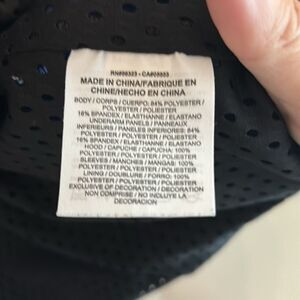 RN#56323 - CA#05553
MADE IN CHINA/FABRIQUE EN
CHINE/HECHO EN CHINA
BODY / CORPS / CUERPO: 84% POLYESTER /
POLYESTER / POLIESTER
16% SPANDEX / ELASTHANNE / ELASTANO
UNDERARM PANELS / PANNEAUX
INFERIEURS / PANELES INFERIORES: 84%
POLYESTER / POLYESTER / POLIESTER
16% SPANDEX / ELASTHANNE / ELASTANO
HOOD / CAPUCHE / CAPUCHA: 100%
POLYESTER / POLYESTER / POLIESTER
SLEEVES / MANCHES / MANGAS: 100%
POLYESTER / POLYESTER / POLIESTER
LINING / DOUBLURE / FORRO: 100%
POLYESTER / POLYESTER / POLIESTER
EXCLUSIVE OF DECORATION / DECORATION
NON COMPRISE / NO INCLUYE LA
DECORACION